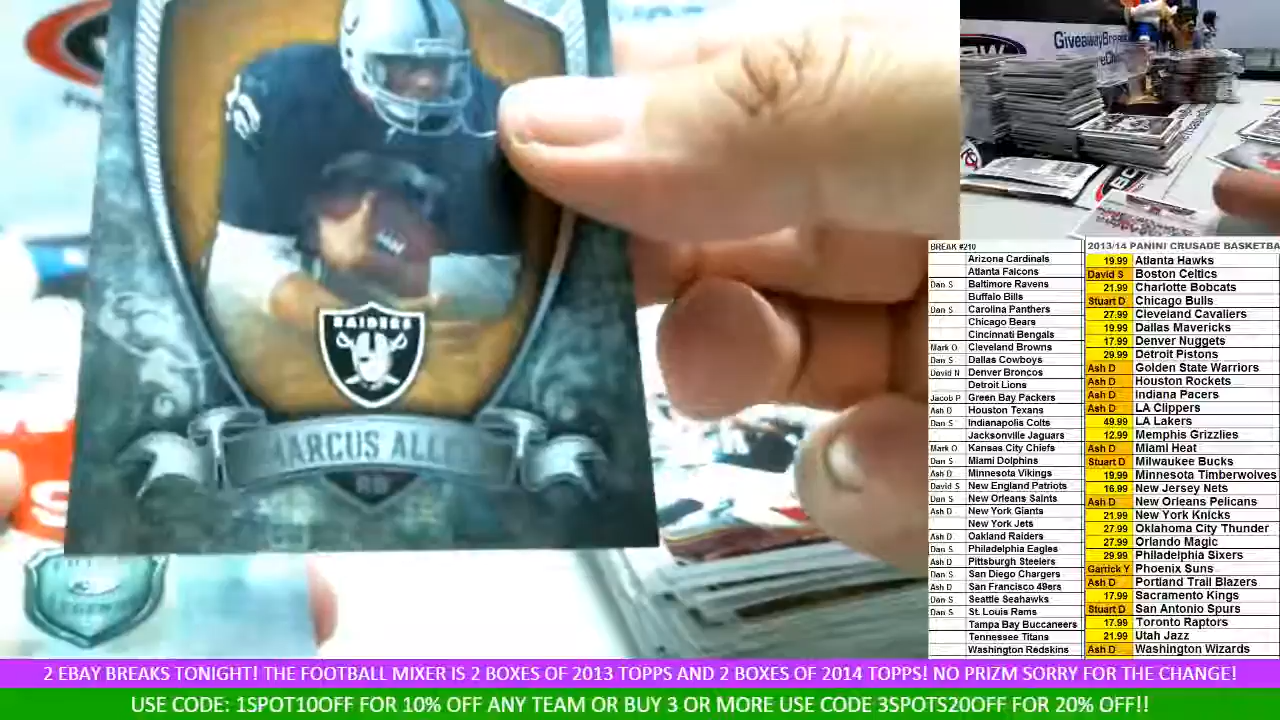 RAIDERS
MARCUS ALLEN
RB
BREAK #210
Arizona Cardinals
Atlanta Falcons
Dan S Baltimore Ravens
Buffalo Bills
Dan S Carolina Panthers
Chicago Bears
Cincinnati Bengals
Mark O Cleveland Browns
Dan S Dallas Cowboys
David N Denver Broncos
Detroit Lions
Jacob P Green Bay Packers
Ash D Houston Texans
Dan S Indianapolis Colts
Jacksonville Jaguars
Mark O Kansas City Chiefs
Dan S Miami Dolphins
Ash D Minnesota Vikings
David S New England Patriots
Dan S New Orleans Saints
Ash D New York Giants
New York Jets
Ash D Oakland Raiders
Dan S Philadelphia Eagles
Ash D Pittsburgh Steelers
Dan S San Diego Chargers
Ash D San Francisco 49ers
Dan S Seattle Seahawks
Dan S St. Louis Rams
Tampa Bay Buccaneers
Tennessee Titans
Washington Redskins
2013/14 PANINI CRUSADE BASKETBA
19.99 Atlanta Hawks
David S Boston Celtics
21.99 Charlotte Bobcats
Stuart D Chicago Bulls
27.99 Cleveland Cavaliers
19.99 Dallas Mavericks
17.99 Denver Nuggets
29.99 Detroit Pistons
Ash D Golden State Warriors
Ash D Houston Rockets
Ash D Indiana Pacers
Ash D LA Clippers
49.99 LA Lakers
12.99 Memphis Grizzlies
Ash D Miami Heat
Stuart D Milwaukee Bucks
19.99 Minnesota Timberwolves
16.99 New Jersey Nets
Ash D New Orleans Pelicans
21.99 New York Knicks
27.99 Oklahoma City Thunder
27.99 Orlando Magic
29.99 Philadelphia Sixers
Garrick Y Phoenix Suns
Ash D Portland Trail Blazers
17.99 Sacramento Kings
Stuart D San Antonio Spurs
17.99 Toronto Raptors
21.99 Utah Jazz
Ash D Washington Wizards
2 EBAY BREAKS TONIGHT! THE FOOTBALL MIXER IS 2 BOXES OF 2013 TOPPS AND 2 BOXES OF 2014 TOPPS! NO PRIZM SORRY FOR THE CHANGE!
USE CODE: 1SPOT10OFF FOR 10% OFF ANY TEAM OR BUY 3 OR MORE USE CODE 3SPOTS20OFF FOR 20% OFF!!